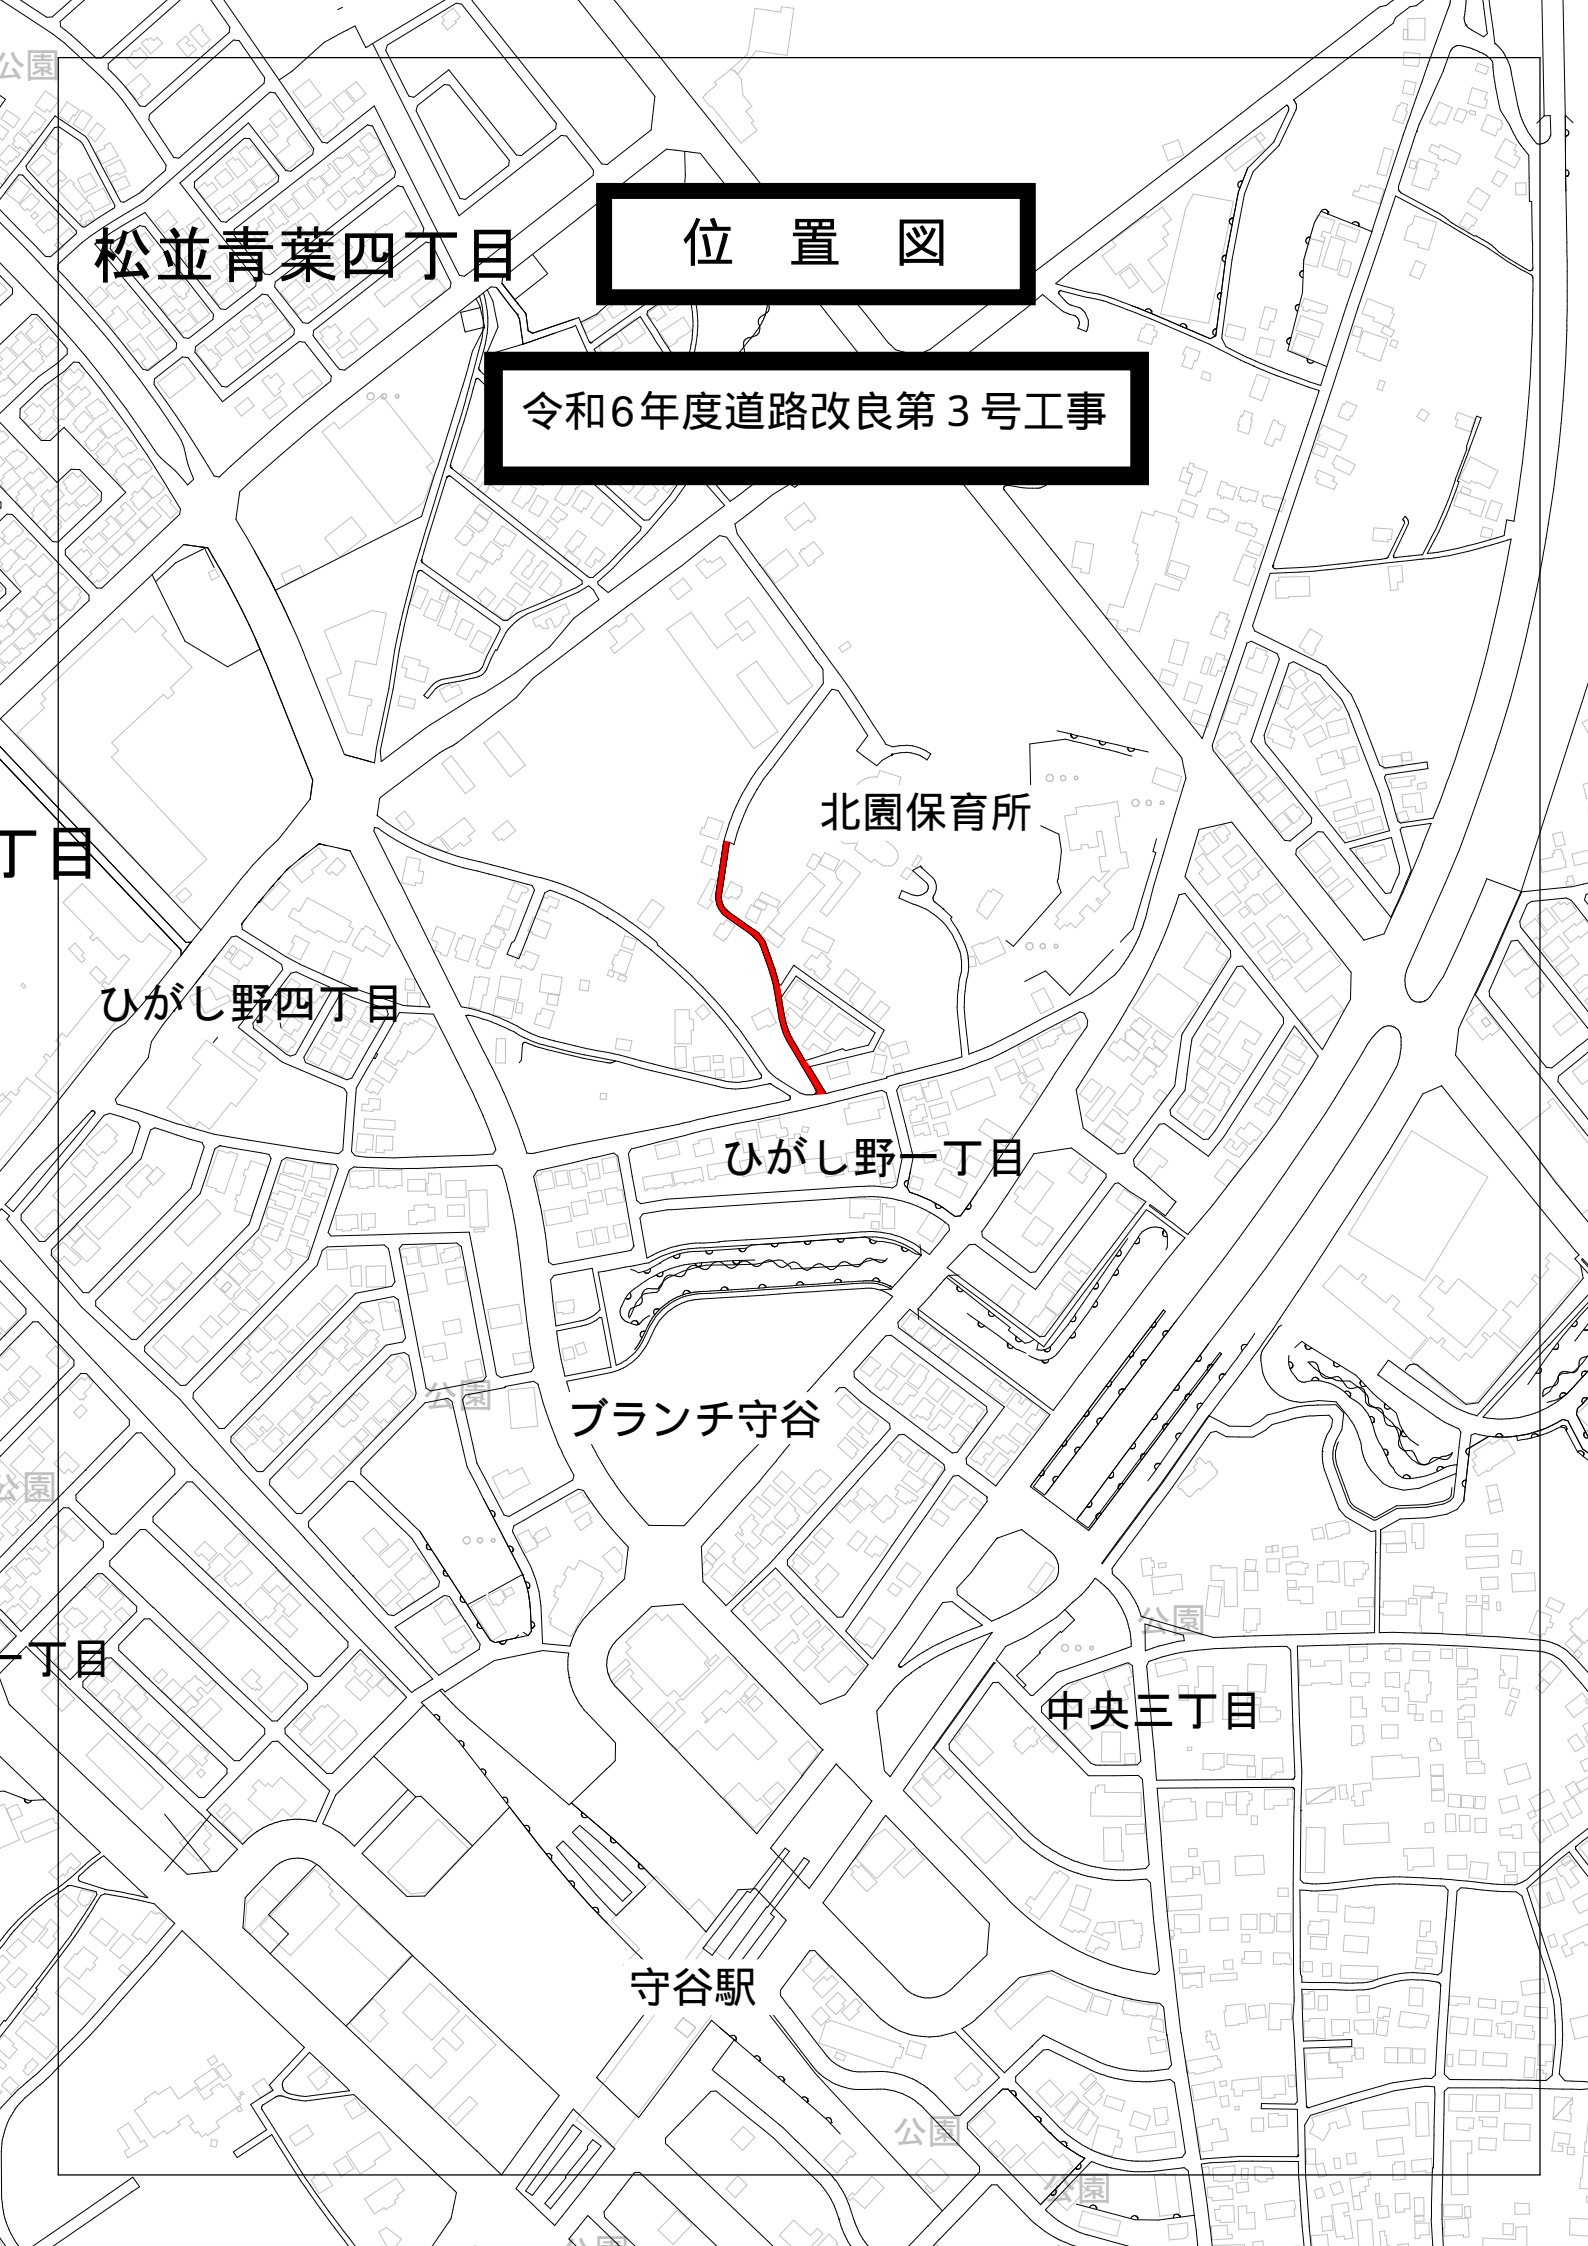 公園
位 置 図
松並青葉四丁目
令和6年度道路改良第3号工事
北園保育所
丁目
ひがし野四丁目
ひがし野一丁目
公園
ブランチ守谷
公園
公園
一丁目
中央三丁目
守谷駅
公園
公園
公園